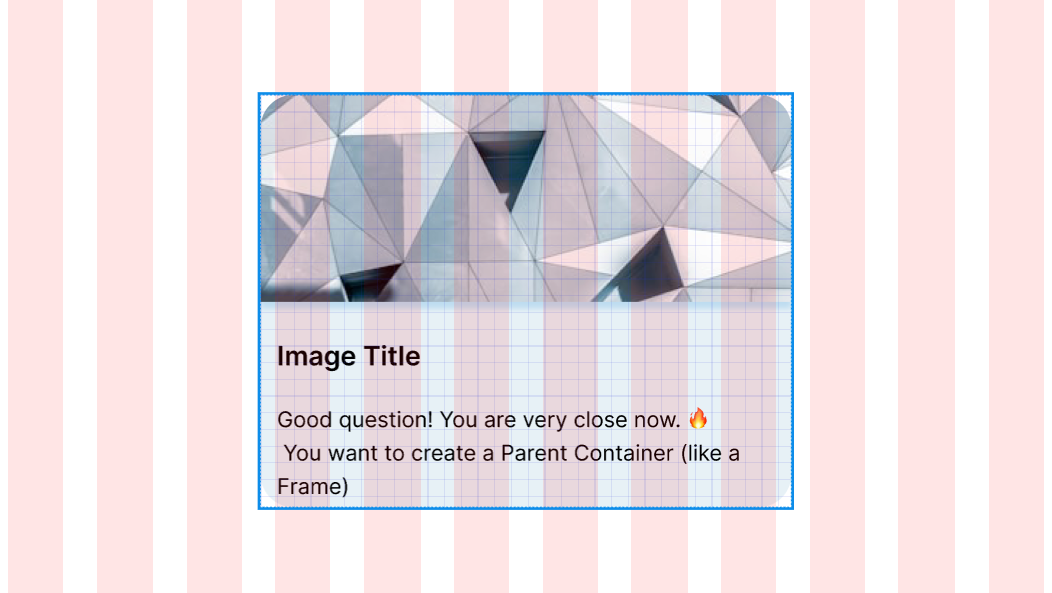 Image Title
Good question! You are very close now. 🔥
You want to create a Parent Container (like a
Frame)